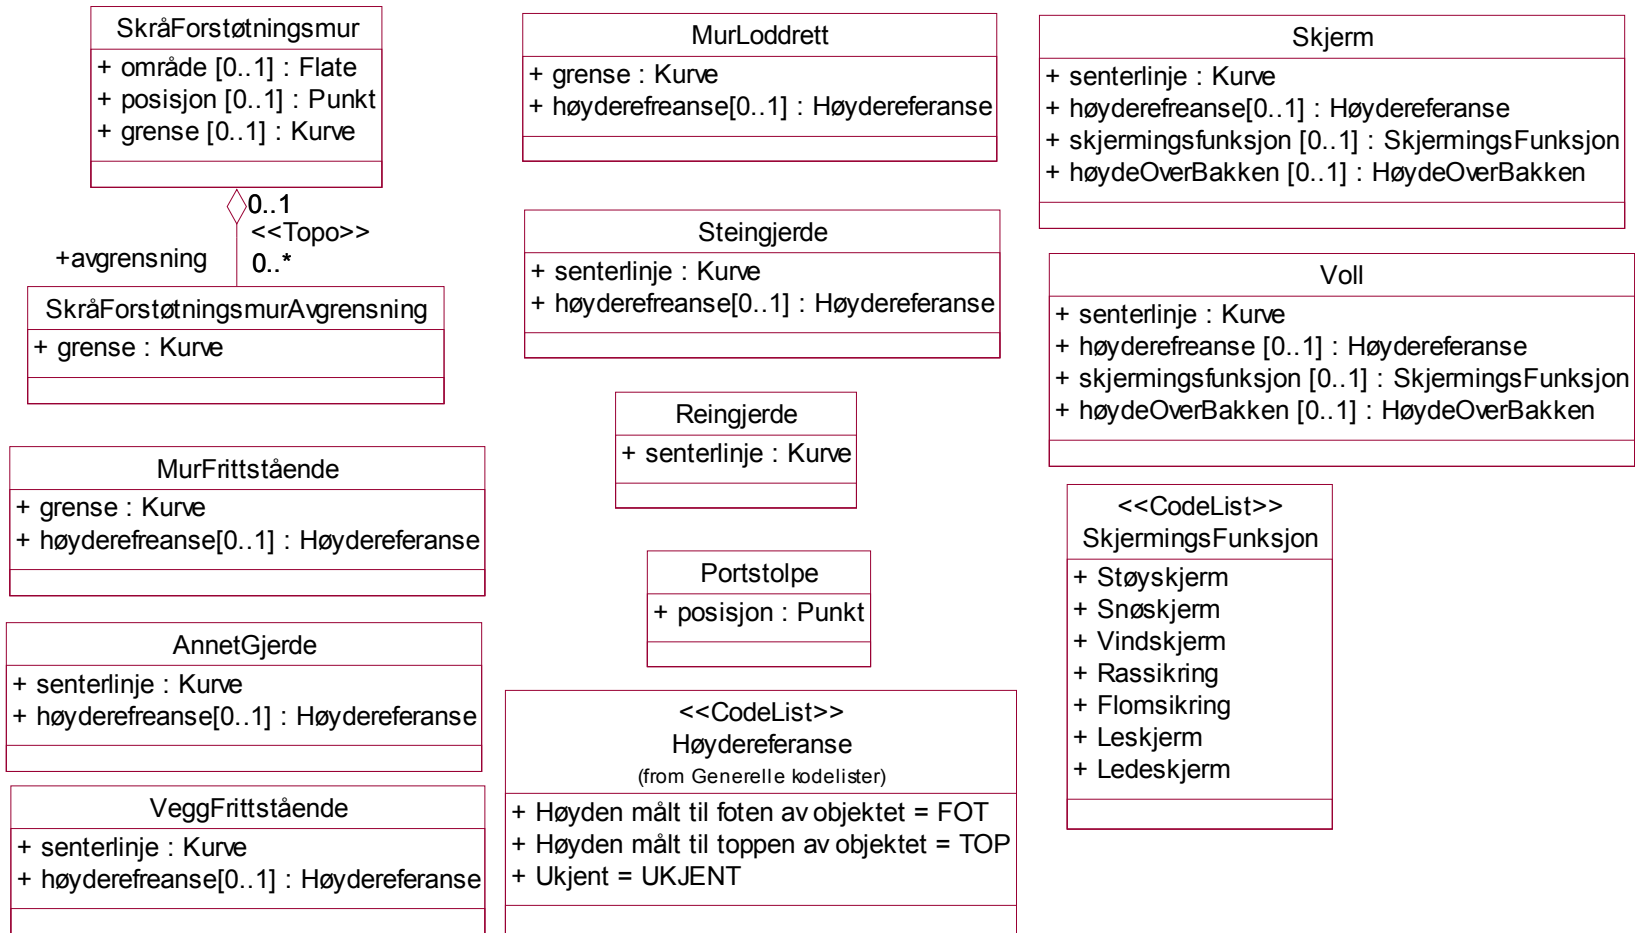 SkråForstøtningsmur
+ område [0..1] : Flate
+ posisjon [0..1] : Punkt
+ grense [0..1] : Kurve
0..1
<<Topo>>
+avgrensning
0..*
SkråForstøtningsmurAvgrensning
+ grense : Kurve
MurFrittstående
+ grense : Kurve
+ høyderefreanse[0..1] : Høydereferanse
AnnetGjerde
+ senterlinje : Kurve
+ høyderefreanse[0..1] : Høydereferanse
VeggFrittstående
+ senterlinje : Kurve
+ høyderefreanse[0..1] : Høydereferanse
MurLoddrett
+ grense : Kurve
+ høyderefreanse[0..1] : Høydereferanse
Steingjerde
+ senterlinje : Kurve
+ høyderefreanse[0..1] : Høydereferanse
Reingjerde
+ senterlinje : Kurve
Portstolpe
+ posisjon : Punkt
<<CodeList>>
Høydereferanse
(from Generelle kodelister)
+ Høyden målt til foten av objektet = FOT
+ Høyden målt til toppen av objektet = TOP
+ Ukjent = UKJENT
Skjerm
+ senterlinje : Kurve
+ høyderefreanse[0..1] : Høydereferanse
+ skjermingsfunksjon [0..1] : SkjermingsFunksjon
+ høydeOverBakken [0..1] : HøydeOverBakken
Voll
+ senterlinje : Kurve
+ høyderefreanse [0..1] : Høydereferanse
+ skjermingsfunksjon [0..1] : SkjermingsFunksjon
+ høydeOverBakken [0..1] : HøydeOverBakken
<<CodeList>>
SkjermingsFunksjon
+ Støyskjerm
+ Snøskjerm
+ Vindskjerm
+ Rassikring
+ Flomsikring
+ Leskjerm
+ Ledeskjerm